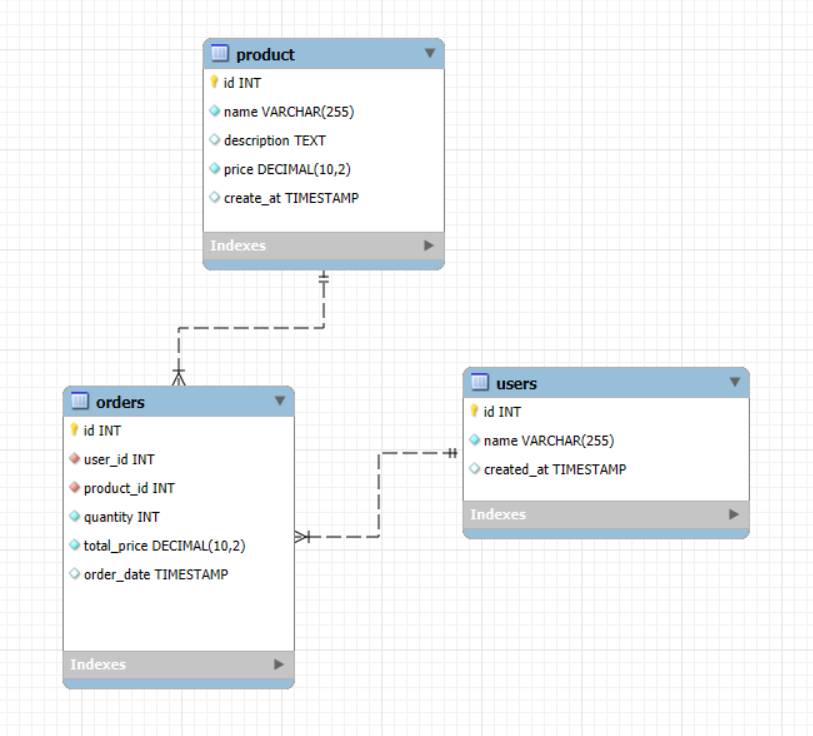 product
id INT
name VARCHAR(255)
description TEXT
price DECIMAL(10,2)
create_at TIMESTAMP
Indexes
orders
id INT
user_id INT
product_id INT
quantity INT
total_price DECIMAL(10,2)
order_date TIMESTAMP
Indexes
users
id INT
name VARCHAR(255)
created_at TIMESTAMP
Indexes